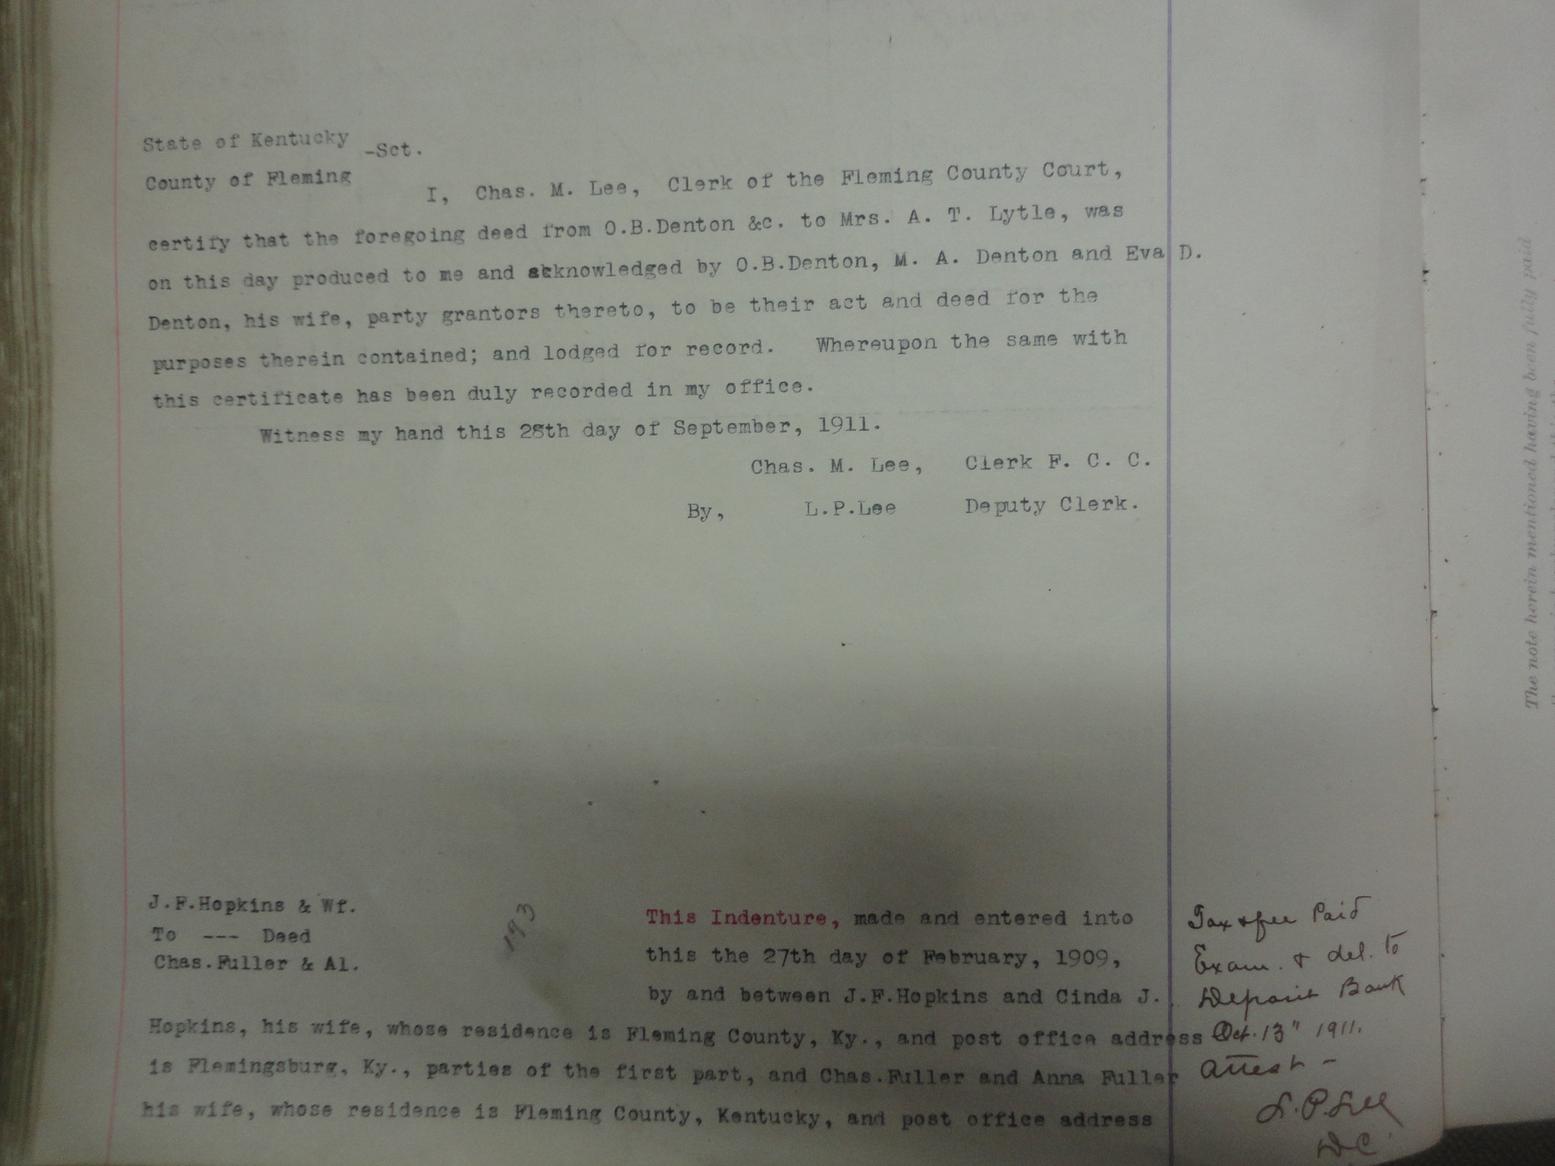 State of Kentucky
-Sct.
County of Fleming
I, Chas. M. Lee, Clerk of the Fleming County Court,
certify that the foregoing deed from O.B.Denton &c. to Mrs. A. T. Lytle, was
on this day produced to me and acknowledged by O.B.Denton, M. A. Denton and Eva D.
Denton, his wife, party grantors thereto, to be their act and deed for the
purposes therein contained; and lodged for record. Whereupon the same with
this certificate has been duly recorded in my office.
Witness my hand this 28th day of September, 1911.
Chas. M. Lee, Clerk F. C. C.
By, L.P.Lee Deputy Clerk.
J.F.Hopkins & Wf.
To --- Deed
Chas.Fuller & Al.
193
This Indenture, made and entered into
this the 27th day of February, 1909,
by and between J.F.Hopkins and Cinda J.
Hopkins, his wife, whose residence is Fleming County, Ky., and post office address
is Flemingsburg, Ky., parties of the first part, and Chas.Fuller and Anna Fuller
his wife, whose residence is Fleming County, Kentucky, and post office address
Tax & fee Paid
Exam. & del. to
Deposit Bank
Oct. 13" 1911.
Attest -
L.P.Lee
D.C.
The note herein mentioned having been fully paid